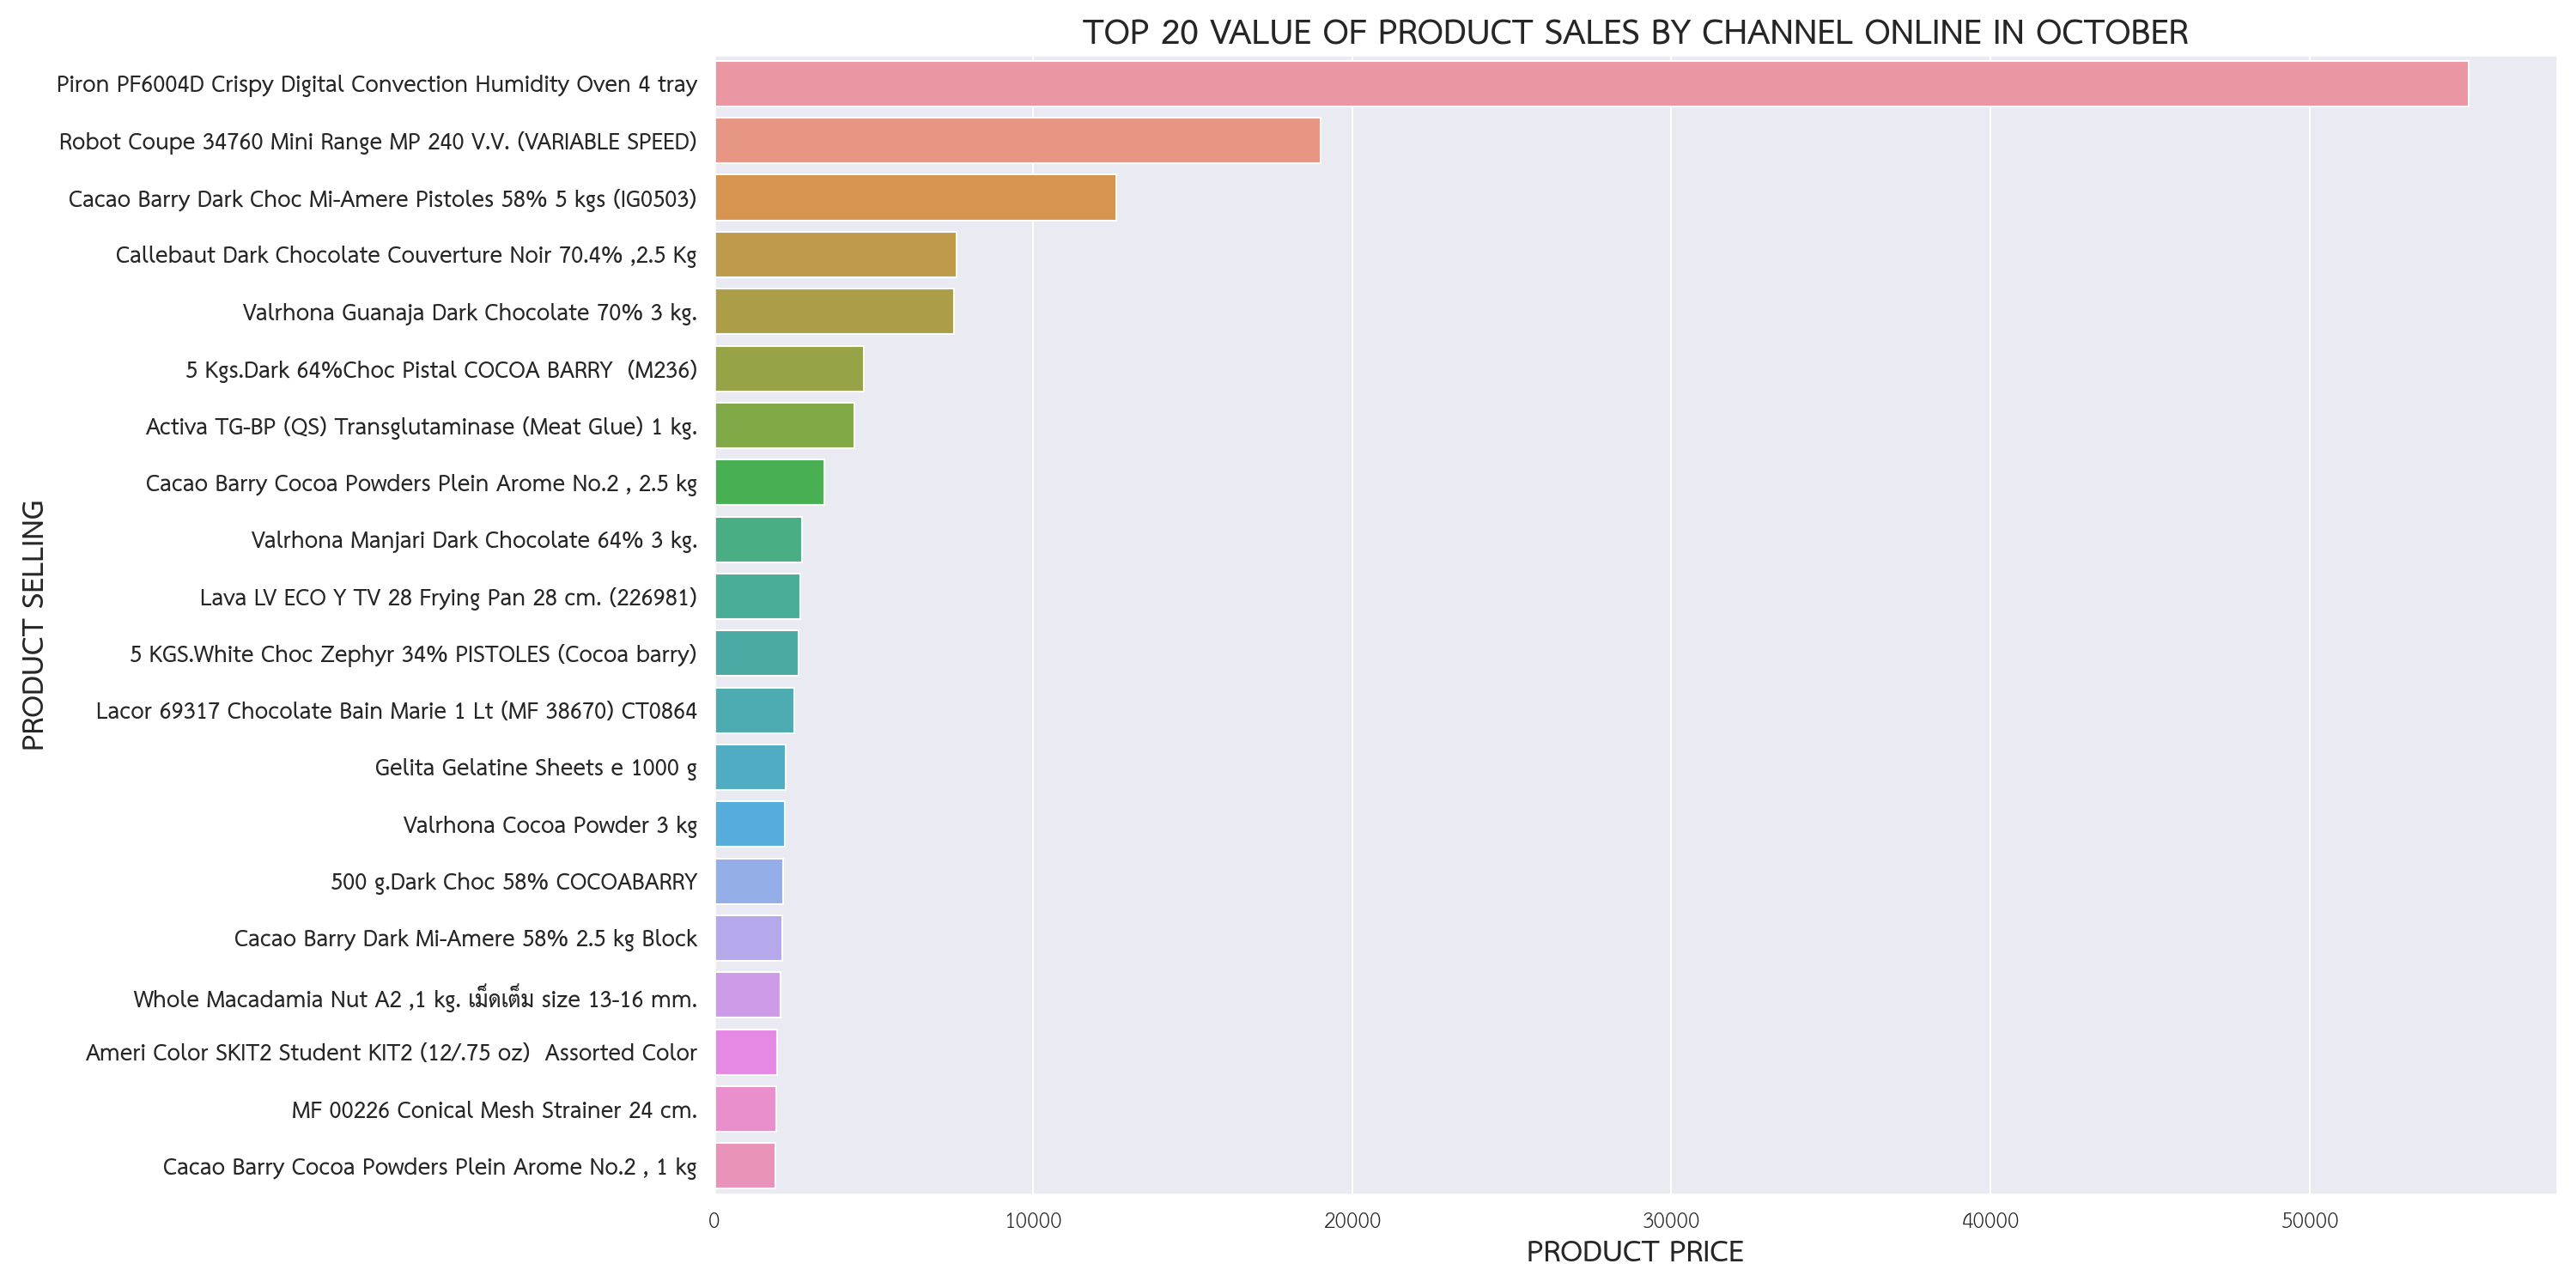 TOP 20 VALUE OF PRODUCT SALES BY CHANNEL ONLINE IN OCTOBER
PRODUCT SELLING
Piron PF6004D Crispy Digital Convection Humidity Oven 4 tray
Robot Coupe 34760 Mini Range MP 240 V.V. (VARIABLE SPEED)
Cacao Barry Dark Choc Mi-Amere Pistoles 58% 5 kgs (IG0503)
Callebaut Dark Chocolate Couverture Noir 70.4% ,2.5 Kg
Valrhona Guanaja Dark Chocolate 70% 3 kg.
5 Kgs.Dark 64%Choc Pistal COCOA BARRY  (M236)
Activa TG-BP (QS) Transglutaminase (Meat Glue) 1 kg.
Cacao Barry Cocoa Powders Plein Arome No.2 , 2.5 kg
Valrhona Manjari Dark Chocolate 64% 3 kg.
Lava LV ECO Y TV 28 Frying Pan 28 cm. (226981)
5 KGS.White Choc Zephyr 34% PISTOLES (Cocoa barry)
Lacor 69317 Chocolate Bain Marie 1 Lt (MF 38670) CT0864
Gelita Gelatine Sheets e 1000 g
Valrhona Cocoa Powder 3 kg
500 g.Dark Choc 58% COCOABARRY
Cacao Barry Dark Mi-Amere 58% 2.5 kg Block
Whole Macadamia Nut A2 ,1 kg. เม็ดเต็ม size 13-16 mm.
Ameri Color SKIT2 Student KIT2 (12/.75 oz)  Assorted Color
MF 00226 Conical Mesh Strainer 24 cm.
Cacao Barry Cocoa Powders Plein Arome No.2 , 1 kg
0 10000 20000 30000 40000 50000
PRODUCT PRICE